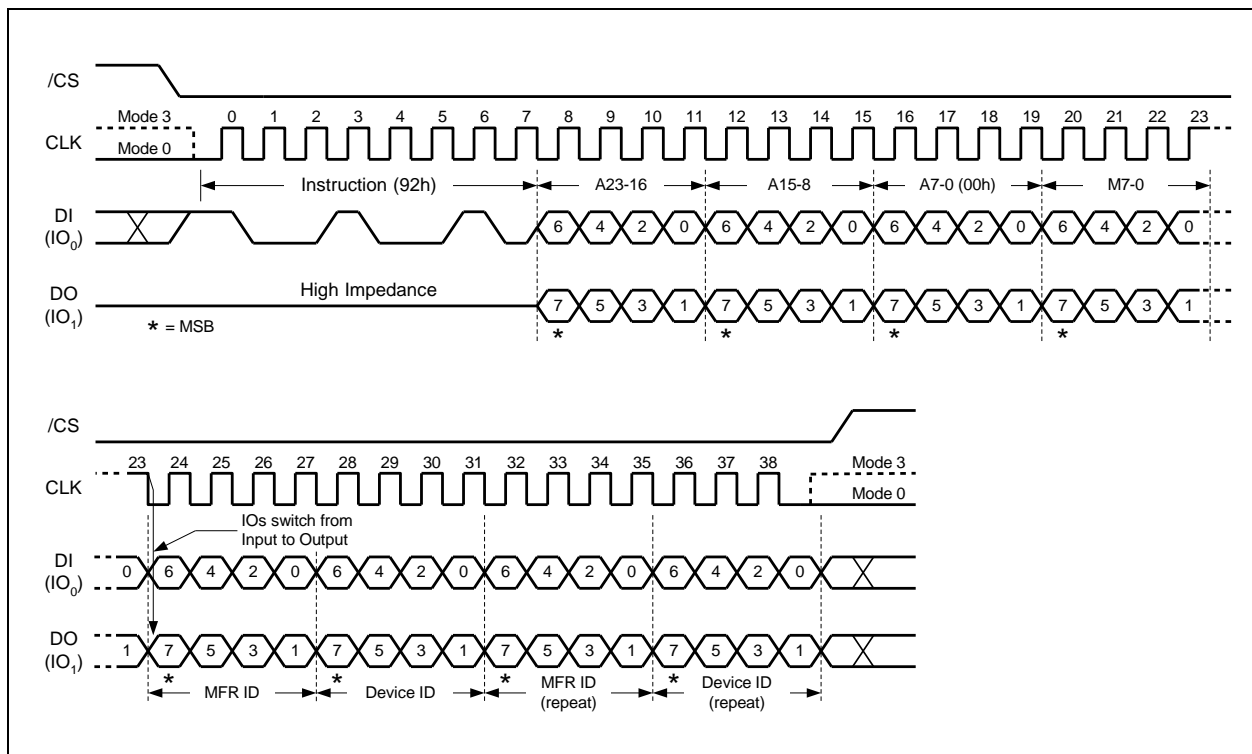 /CS
Mode 3 0 1 2 3 4 5 6 7 8 9 10 11 12 13 14 15 16 17 18 19 20 21 22 23
CLK
Mode 0
Instruction (92h) A23-16 A15-8 A7-0 (00h) M7-0
DI
(IO0) 6 4 2 0 6 4 2 0 6 4 2 0 6 4 2 0
High Impedance
DO
(IO1) 7 5 3 1 7 5 3 1 7 5 3 1 7 5 3 1
* = MSB * * * *
/CS
23 24 25 26 27 28 29 30 31 32 33 34 35 36 37 38 Mode 3
CLK
Mode 0
IOs switch from
Input to Output
DI
(IO0) 0 6 4 2 0 6 4 2 0 6 4 2 0 6 4 2 0
DO
(IO1) 1 7 5 3 1 7 5 3 1 7 5 3 1 7 5 3 1
* * * *
MFR ID Device ID MFR ID
(repeat) Device ID
(repeat)